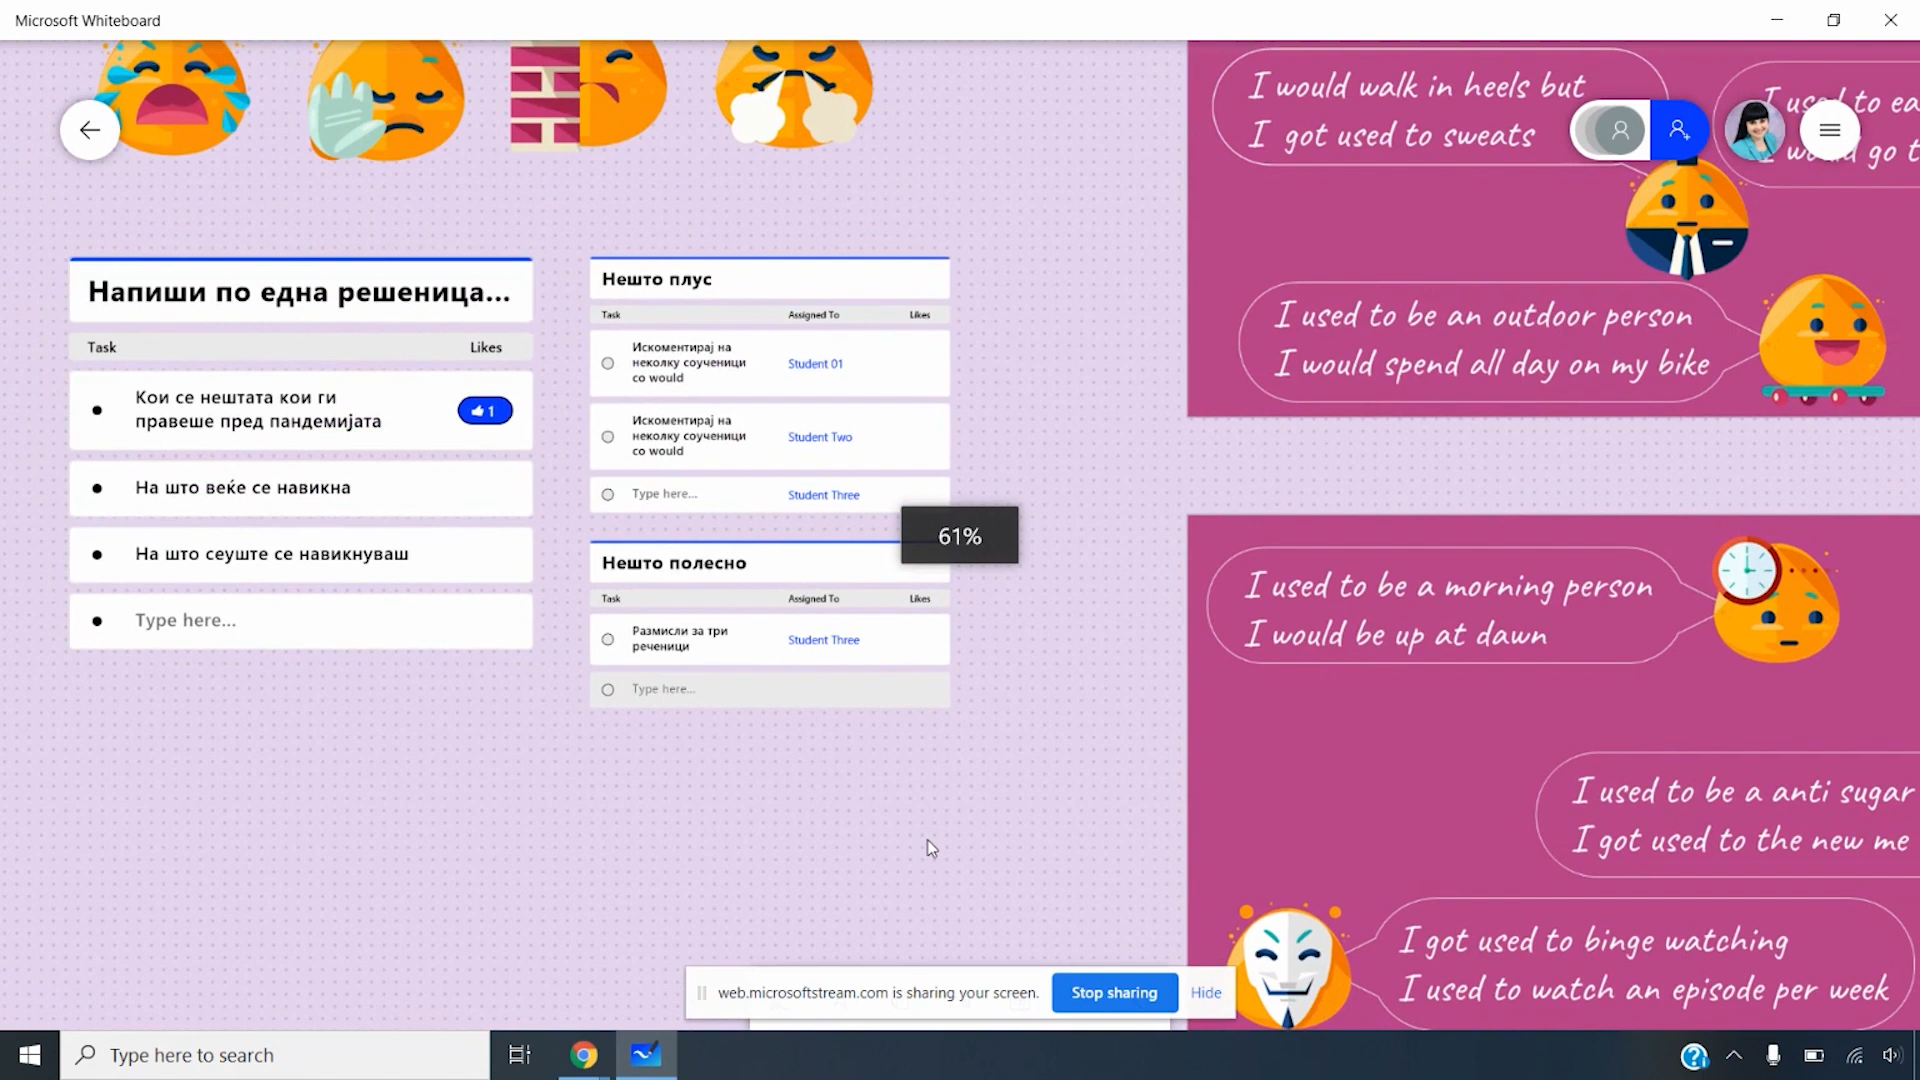 Microsoft Whiteboard
I would walk in heels but
I got used to sweats
I used to ea
I would go t
I used to be an outdoor person
I would spend all day on my bike
Напиши по една решеница...
Task Likes
Кои се нештата кои ги
правеше пред пандемијата
1
На што веќе се навикна
На што сеуште се навикнуваш
Type here...
Нешто плус
Task Assigned To Likes
Искоментирај на
неколку соученици
со would
Student 01
Искоментирај на
неколку соученици
со would
Student Two
Type here... Student Three
61%
Нешто полесно
Task Assigned To Likes
Размисли за три
реченици
Student Three
Type here...
I used to be a morning person
I would be up at dawn
I used to be a anti sugar
I got used to the new me
I got used to binge watching
I used to watch an episode per week
web.microsoftstream.com is sharing your screen. Stop sharing Hide
Type here to search